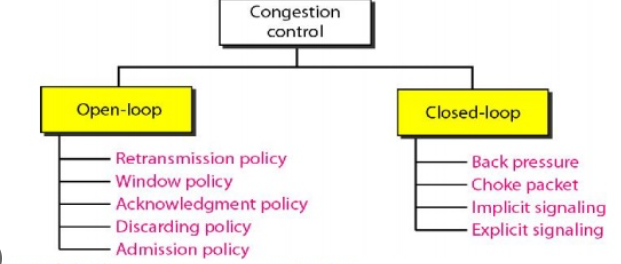 Congestion
control
Open-loop
Retransmission policy
Window policy
Acknowledgment policy
Discarding policy
Admission policy
Closed-loop
Back pressure
Choke packet
Implicit signaling
Explicit signaling